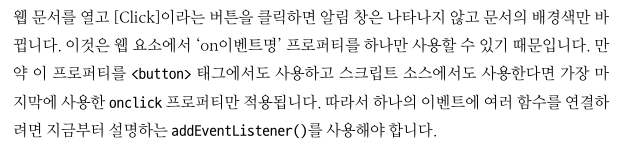 웹 문서를 열고 [Click]이라는 버튼을 클릭하면 알림 창은 나타나지 않고 문서의 배경색만 바
뀝니다. 이것은 웹 요소에서 ‘on이벤트명’ 프로퍼티를 하나만 사용할 수 있기 때문입니다. 만
약 이 프로퍼티를 <button> 태그에서도 사용하고 스크립트 소스에서도 사용한다면 가장 마
지막에 사용한 onclick 프로퍼티만 적용됩니다. 따라서 하나의 이벤트에 여러 함수를 연결하
려면 지금부터 설명하는 addEventListener()를 사용해야 합니다.